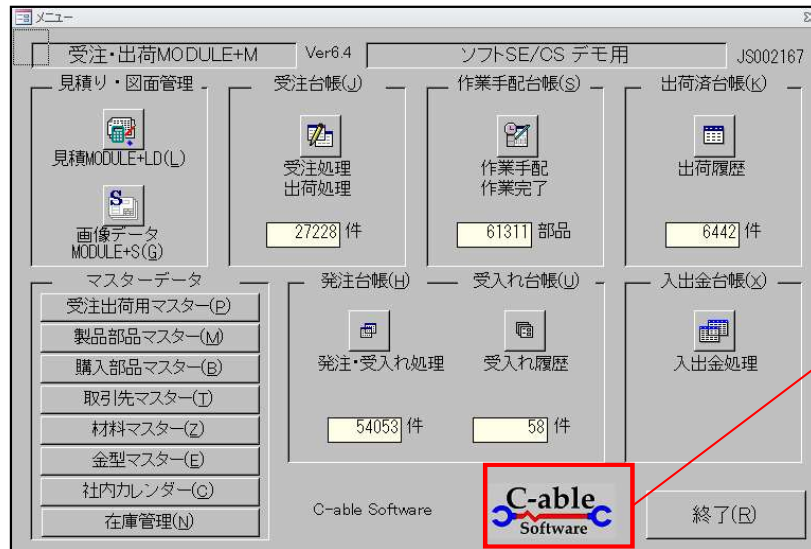 メニュー
受注・出荷MODULE+M
Ver6.4
ソフトSE/CS デモ用
JS002167
見積り・図面管理
見積MODULE+LD(L)
S
画像データ
MODULE+S(G)
受注台帳(J)
受注処理
出荷処理
27228 件
作業手配台帳(S)
作業手配
作業完了
61311 部品
出荷済台帳(K)
出荷履歴
6442 件
マスターデータ
受注出荷用マスター(P)
製品部品マスター(M)
購入部品マスター(B)
取引先マスター(T)
材料マスター(Z)
金型マスター(E)
社内カレンダー(C)
在庫管理(N)
発注台帳(H)
発注・受入れ処理
54053 件
受入れ台帳(U)
受入れ履歴
58 件
入出金台帳(X)
入出金処理
C-able Software
C-able
Software
終了(R)